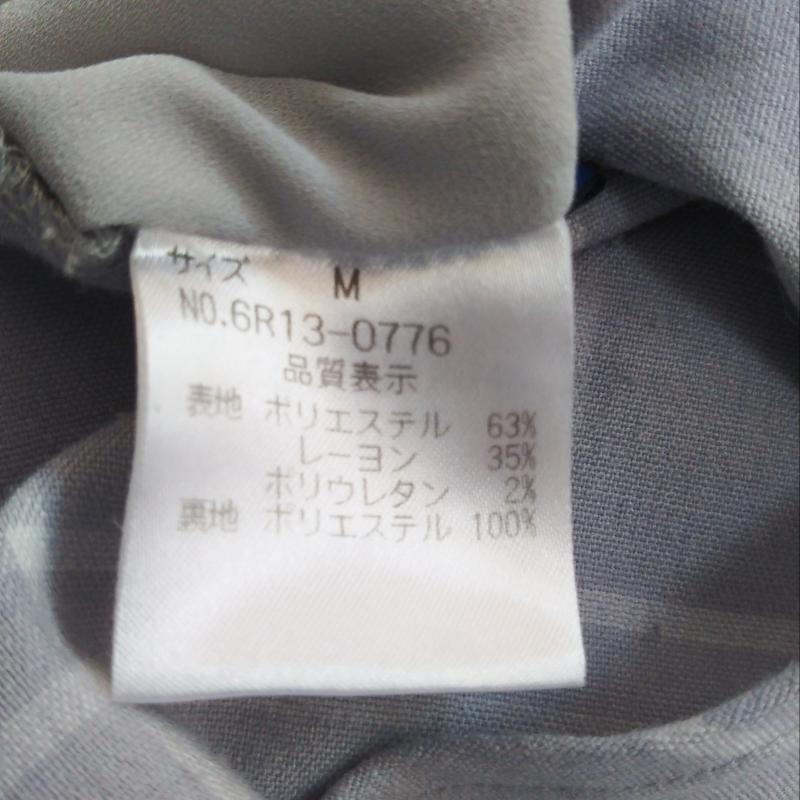 サイズ M
NO.6R13-0776
品質表示
表地 ポリエステル 63%
レーヨン 35%
ポリウレタン 2%
裏地 ポリエステル 100%